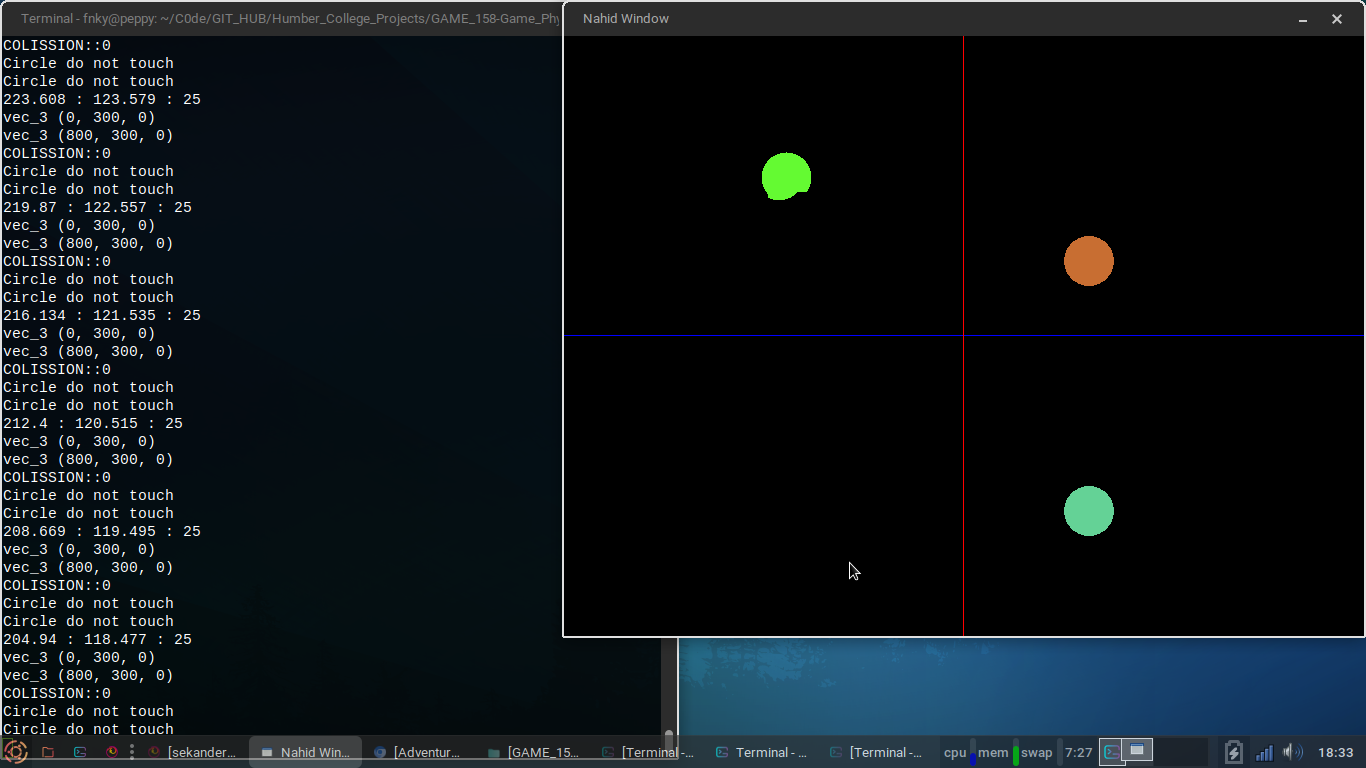 Terminal - fnky@peppy: ~/C0de/GIT_HUB/Humber_College_Projects/GAME_158-Game_Phy
Nahid Window
COLISSION::0
Circle do not touch
Circle do not touch
223.608 : 123.579 : 25
vec_3 (0, 300, 0)
vec_3 (800, 300, 0)
COLISSION::0
Circle do not touch
Circle do not touch
219.87 : 122.557 : 25
vec_3 (0, 300, 0)
vec_3 (800, 300, 0)
COLISSION::0
Circle do not touch
Circle do not touch
216.134 : 121.535 : 25
vec_3 (0, 300, 0)
vec_3 (800, 300, 0)
COLISSION::0
Circle do not touch
Circle do not touch
212.4 : 120.515 : 25
vec_3 (0, 300, 0)
vec_3 (800, 300, 0)
COLISSION::0
Circle do not touch
Circle do not touch
208.669 : 119.495 : 25
vec_3 (0, 300, 0)
vec_3 (800, 300, 0)
COLISSION::0
Circle do not touch
Circle do not touch
204.94 : 118.477 : 25
vec_3 (0, 300, 0)
vec_3 (800, 300, 0)
COLISSION::0
Circle do not touch
Circle do not touch
[sekander... Nahid Win... [Adventur... [GAME_15... [Terminal -... Terminal - ... [Terminal -... cpu mem swap 7:27 18:33